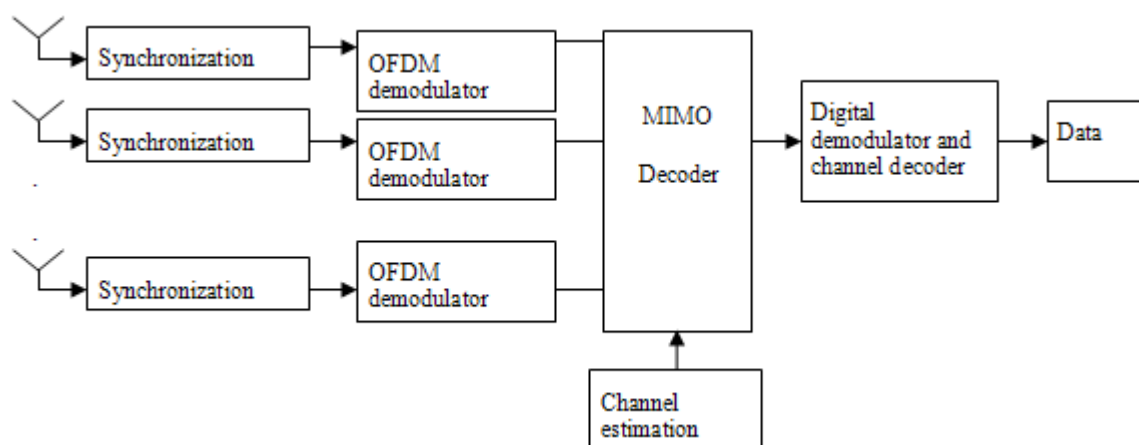 Synchronization
OFDM
demodulator
Synchronization
OFDM
demodulator
Synchronization
OFDM
demodulator
MIMO
Decoder
Channel
estimation
Digital
demodulator and
channel decoder
Data